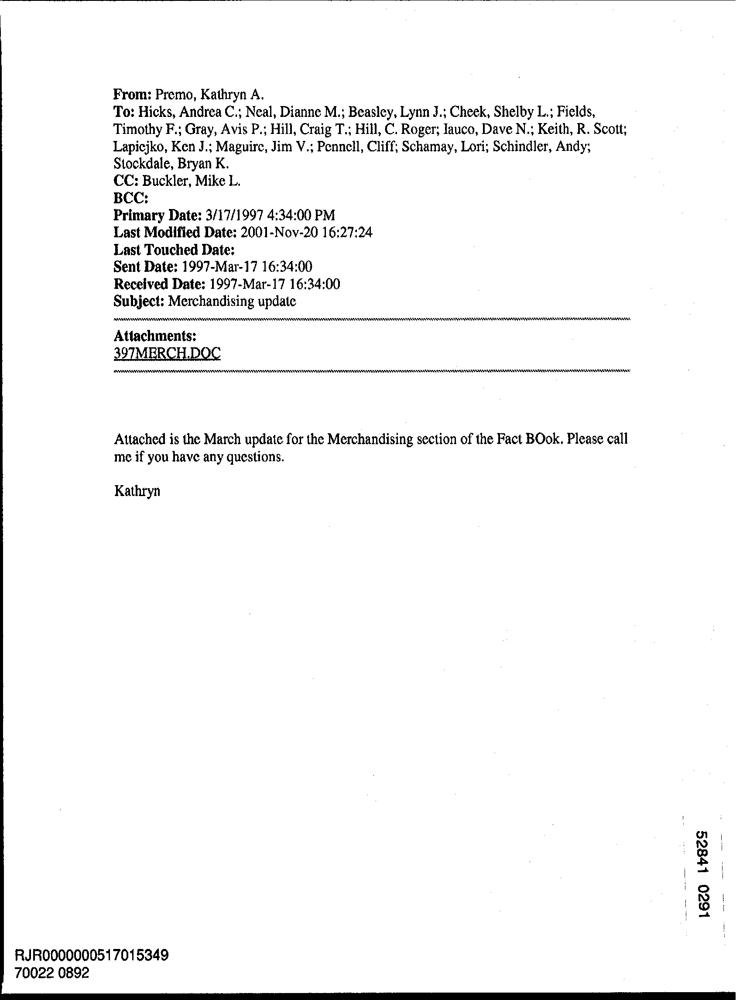 From: Premo, Kathryn A.
To: Hicks, Andrea C.; Neal, Dianne M.; Beasley, Lynn J.; Cheek, Shelby L.; Fields,
Timothy F.; Gray, Avis P.; Hill, Craig T.; Hill, C. Roger; Iauco, Dave N.; Keith, R. Scott;
Lapiejko, Ken J.; Maguire, Jim V.; Pennell, Cliff; Schamay, Lori; Schindler, Andy;
Stockdale, Bryan K.
CC: Buckler, Mike L.
BCC:
Primary Date: 3/17/1997 4:34:00 PM
Last Modified Date: 2001-Nov-20 16:27:24
Last Touched Date:
Sent Date: 1997-Mar-17 16:34:00
Received Date: 1997-Mar-17 16:34:00
Subject: Merchandising update
Attachments:
397MERCH.DOC
Attached is the March update for the Merchandising section of the Fact BOok. Please call
me if you have any questions.
Kathryn
52841 0291
RJR0000000517015349
70022 0892